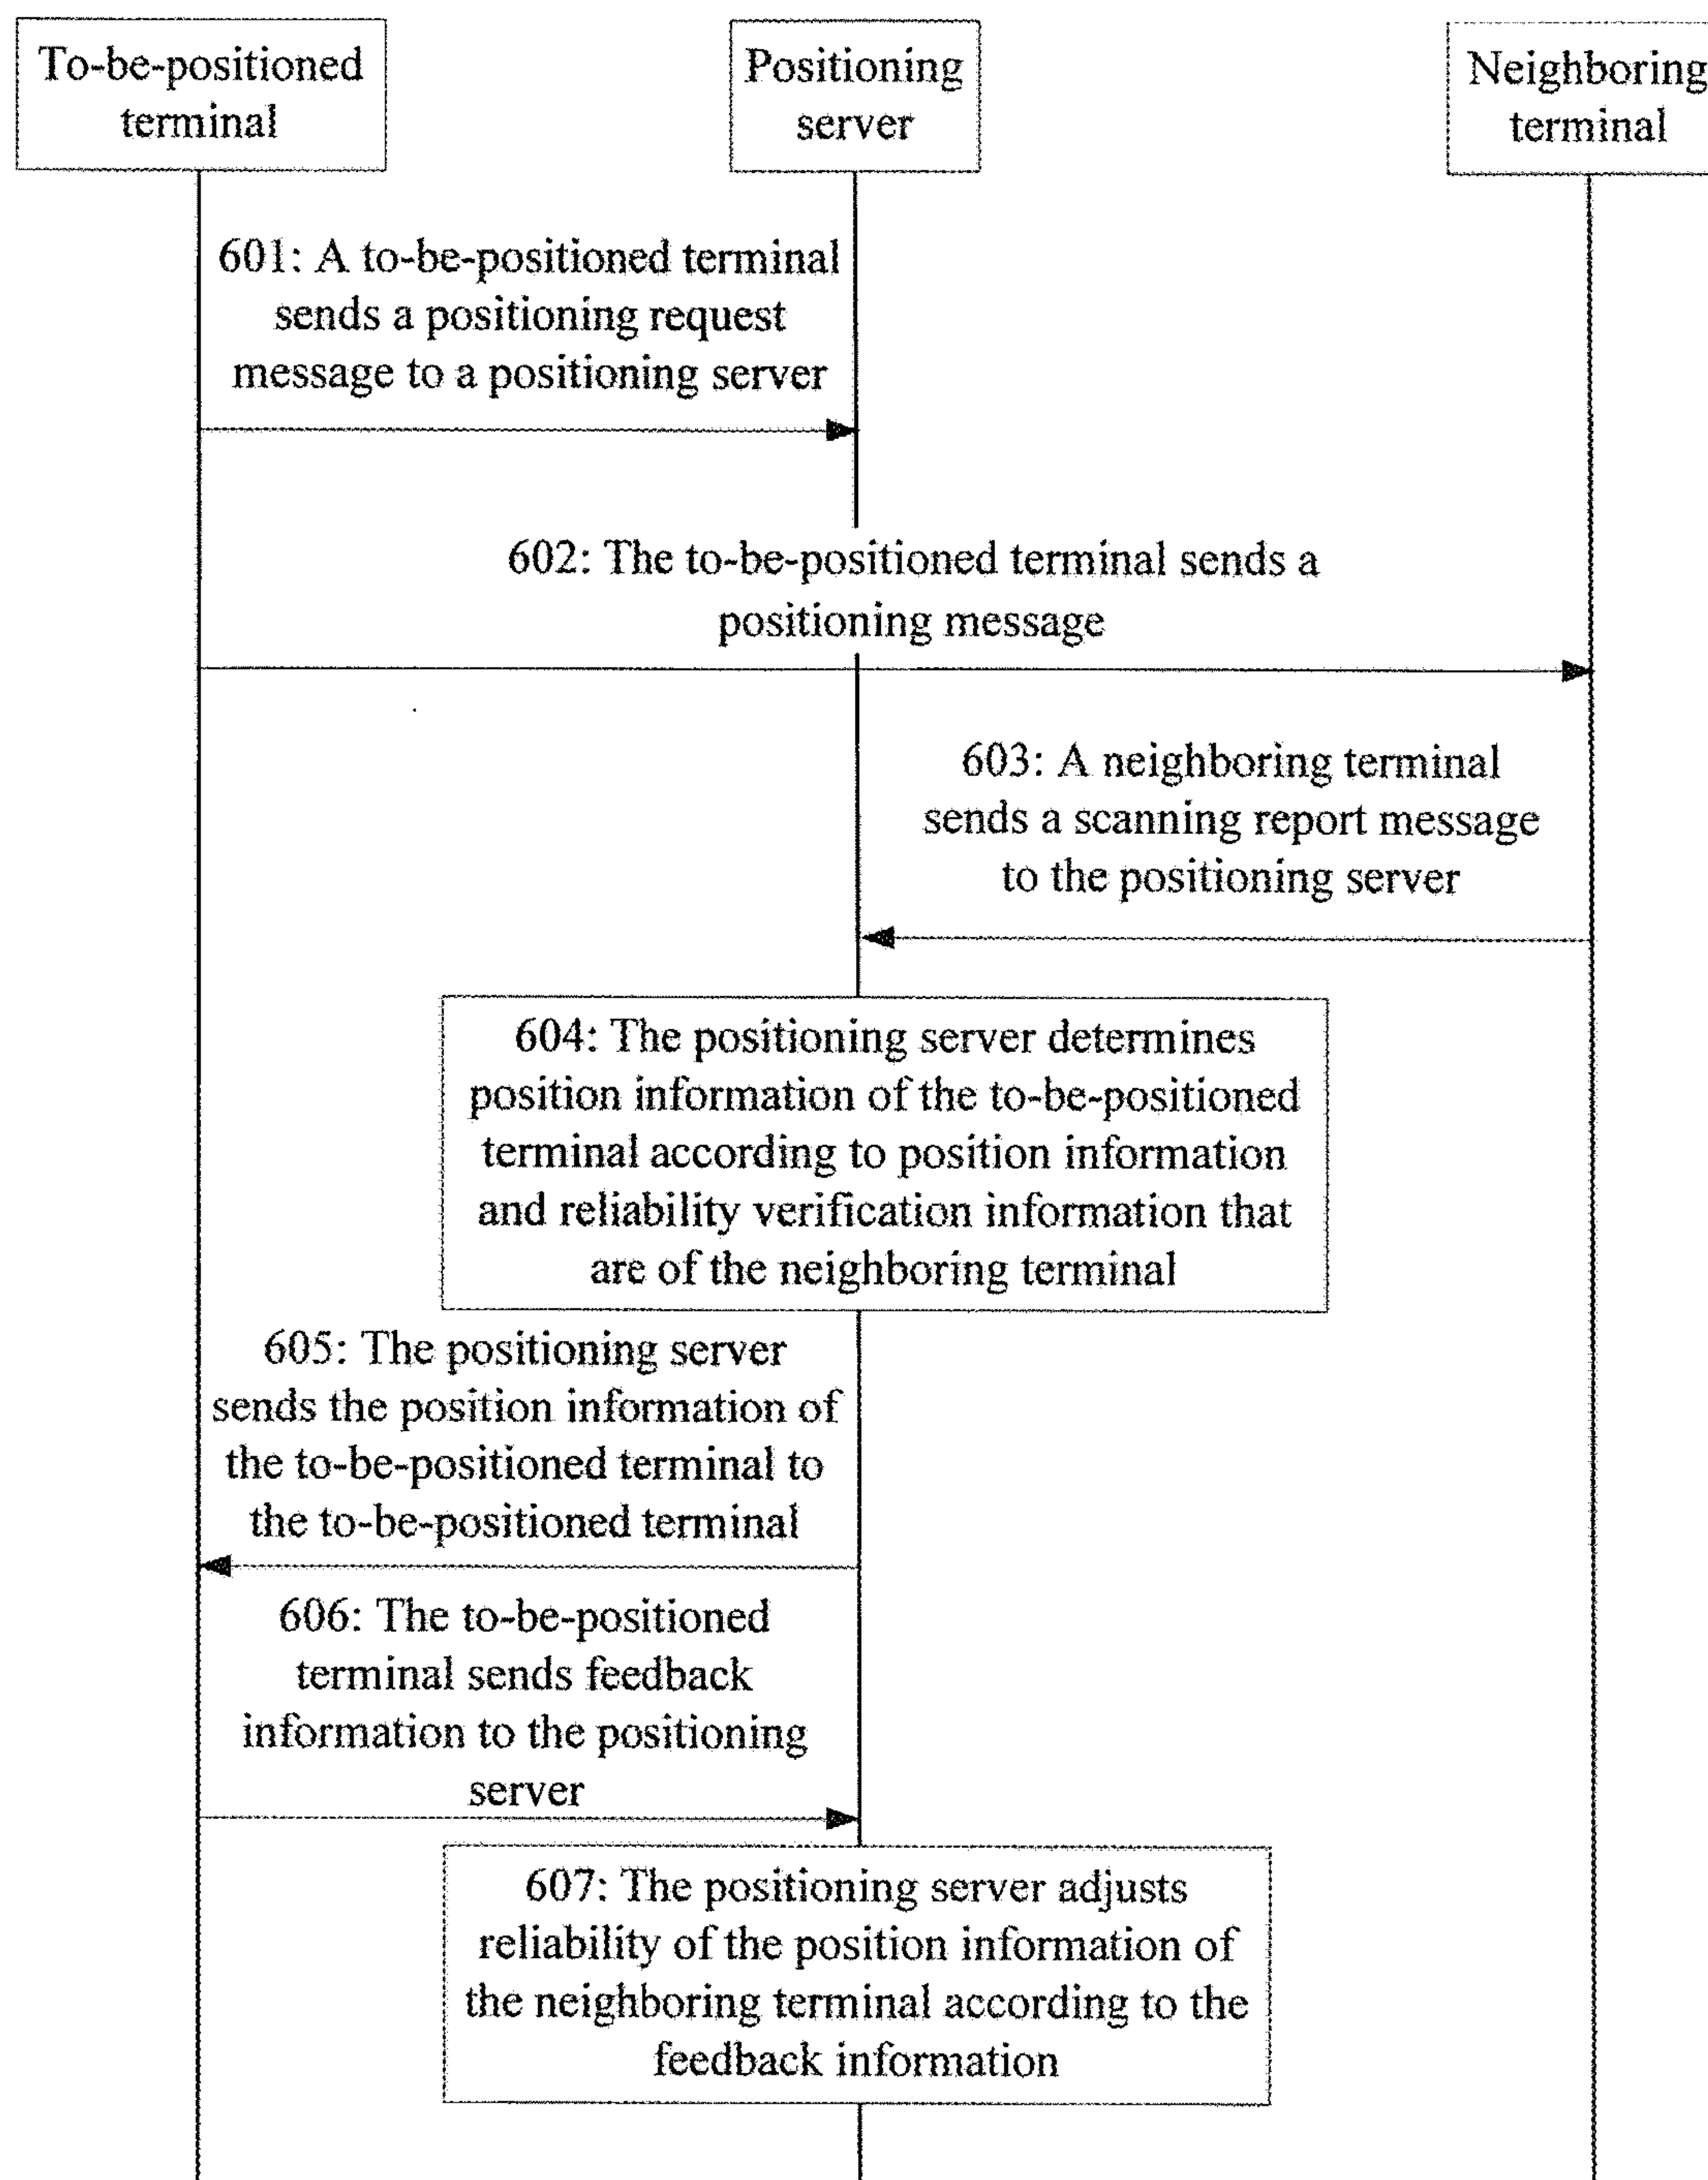 To-be-positioned
terminal
Positioning
server
Neighboring
terminal
601: A to-be-positioned terminal
sends a positioning request
message to a positioning server
602: The to-be-positioned terminal sends a
positioning message
603: A neighboring terminal
sends a scanning report message
to the positioning server
604: The positioning server determines
position information of the to-be-positioned
terminal according to position information
and reliability verification information that
are of the neighboring terminal
605: The positioning server
sends the position information of
the to-be-positioned terminal to
the to-be-positioned terminal
606: The to-be-positioned
terminal sends feedback
information to the positioning
server
607: The positioning server adjusts
reliability of the position information of
the neighboring terminal according to the
feedback information